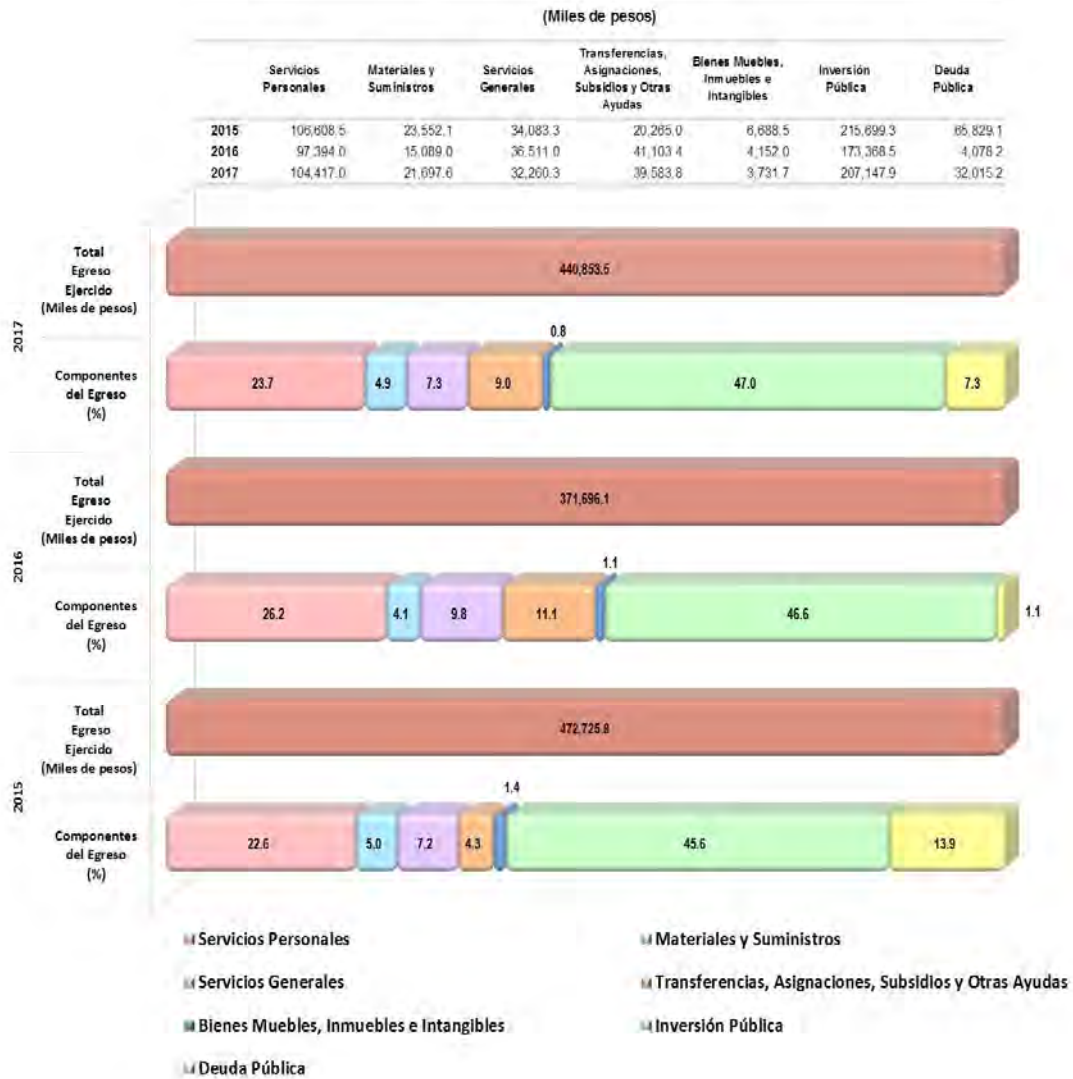 (Miles de pesos)
Servicios Personales Materiales y Suministros Servicios Generales Transferencias, Asignaciones, Subsidios y Otras Ayudas Bienes Muebles, Inmuebles e Intangibles Inversión Pública Deuda Pública
2015 106,608.5 23,552.1 34,083.3 20,265.0 6,688.5 215,699.3 65,829.1
2016 97,394.0 15,089.0 36,511.0 41,103.4 4,152.0 173,368.5 4,078.2
2017 104,417.0 21,697.6 32,260.3 39,583.8 3,731.7 207,147.9 32,015.2
2017
Total
Egreso
Ejercido
(Miles de pesos)
440,853.5
0.8
Componentes
del Egreso
(%)
23.7 4.9 7.3 9.0 47.0 7.3
2016
Total
Egreso
Ejercido
(Miles de pesos)
371,696.1
1.1
Componentes
del Egreso
(%)
26.2 4.1 9.8 11.1 46.6 1.1
2015
Total
Egreso
Ejercido
(Miles de pesos)
472,725.8
1.4
Componentes
del Egreso
(%)
22.6 5.0 7.2 4.3 45.6 13.9
Servicios Personales
Materiales y Suministros
Servicios Generales
Transferencias, Asignaciones, Subsidios y Otras Ayudas
Bienes Muebles, Inmuebles e Intangibles
Inversión Pública
Deuda Pública